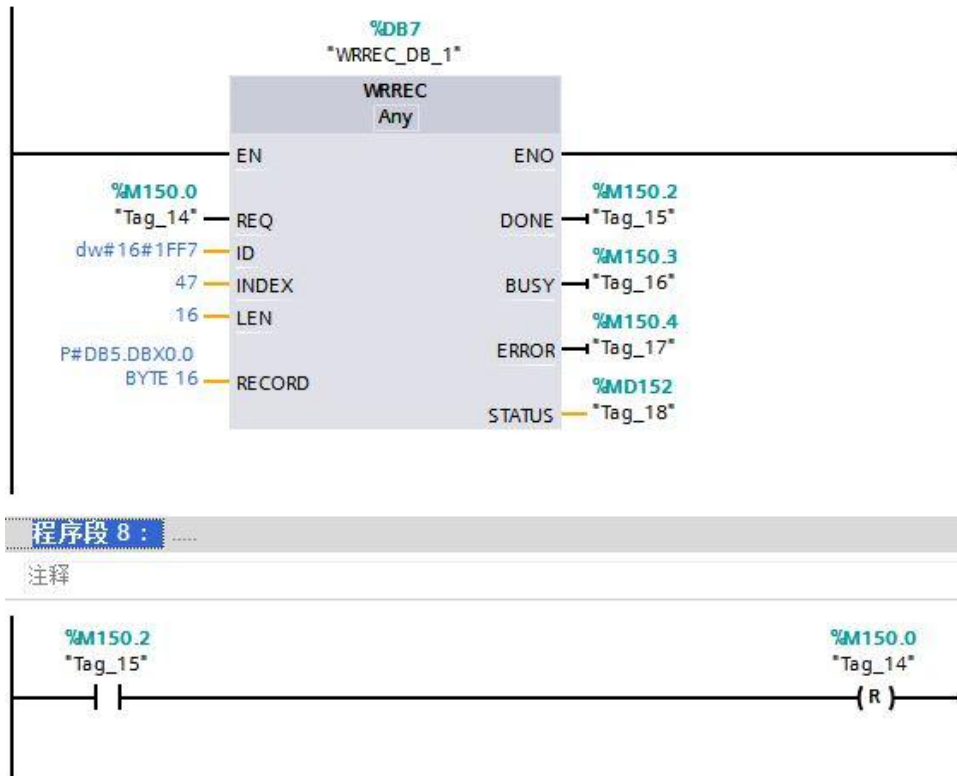 %DB7
"WRREC_DB_1"
WRREC
Any
EN ENO
%M150.0 %M150.2
"Tag_14" REQ DONE "Tag_15"
dw#16#1FF7 ID
%M150.3
47 INDEX BUSY "Tag_16"
16 LEN
%M150.4
P#DB5.DBX0.0 ERROR "Tag_17"
BYTE 16 RECORD
%MD152
STATUS "Tag_18"
程序段 8： .....
注释
%M150.2 %M150.0
"Tag_15" "Tag_14"
R